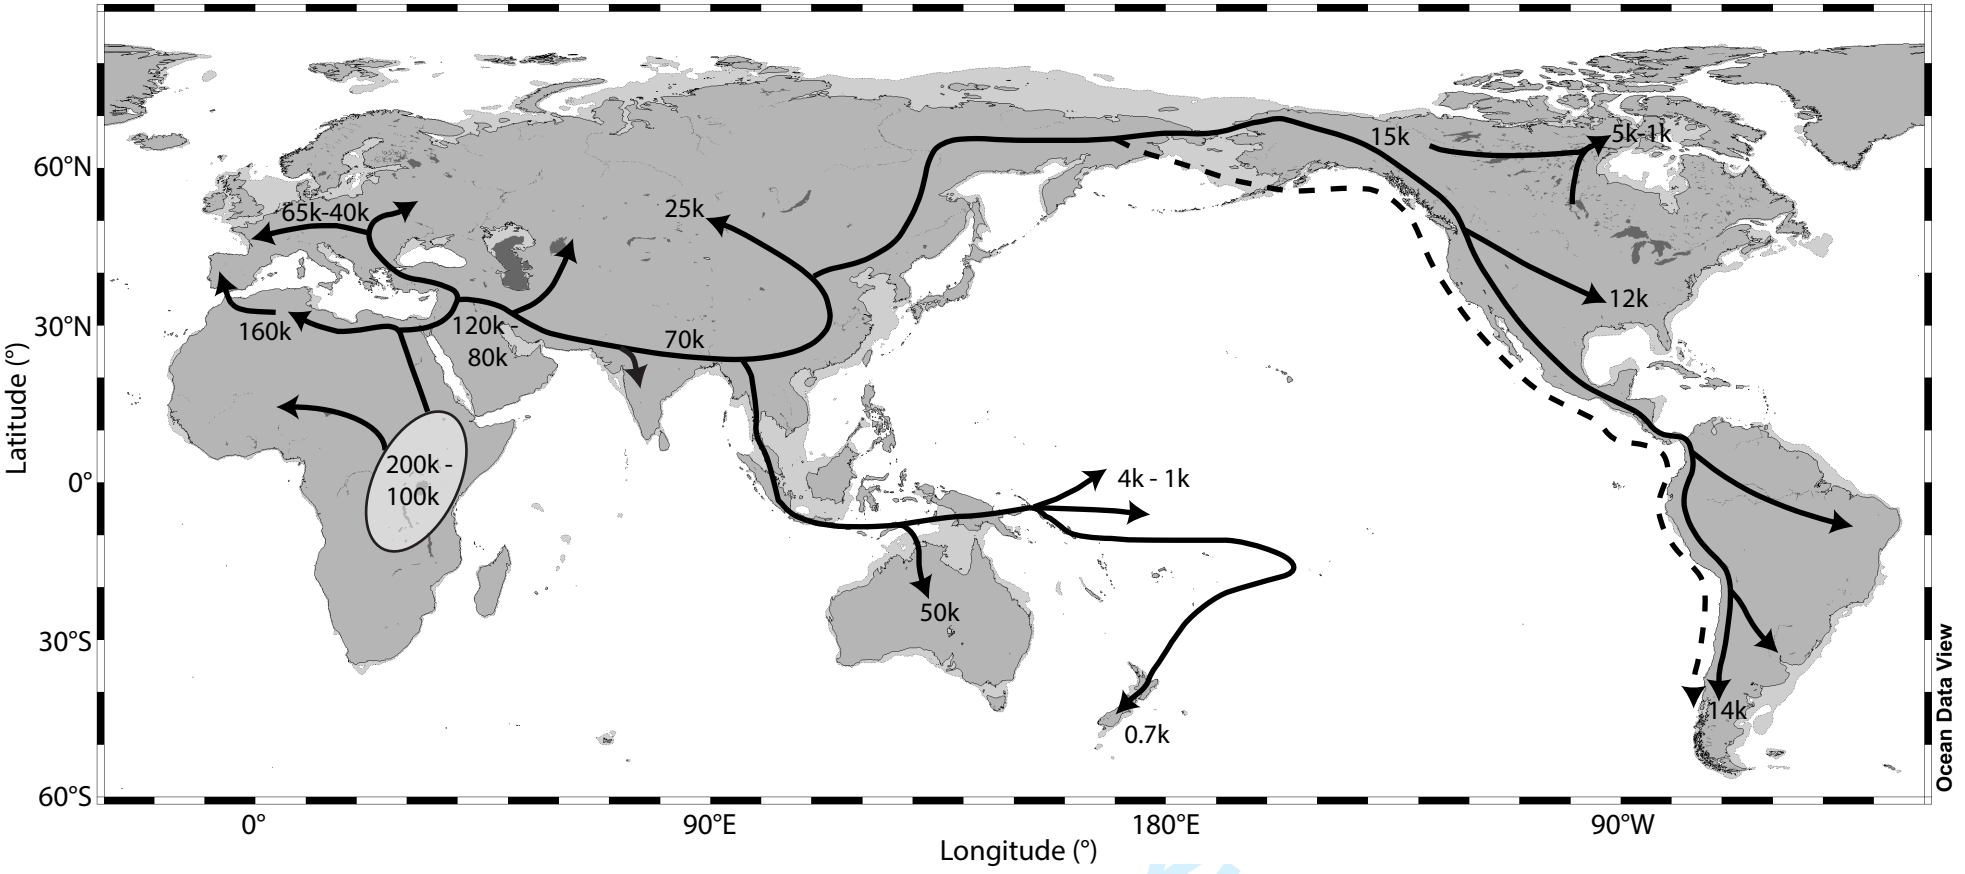 60°N
30°N
0°
30°S
60°S
Latitude (°)
65k-40k
160k
120k -
80k
200k -
100k
25k
70k
4k - 1k
50k
0.7k
15k
5k-1k
12k
14k
0°
90°E
180°E
90°W
Longitude (°)
Ocean Data View